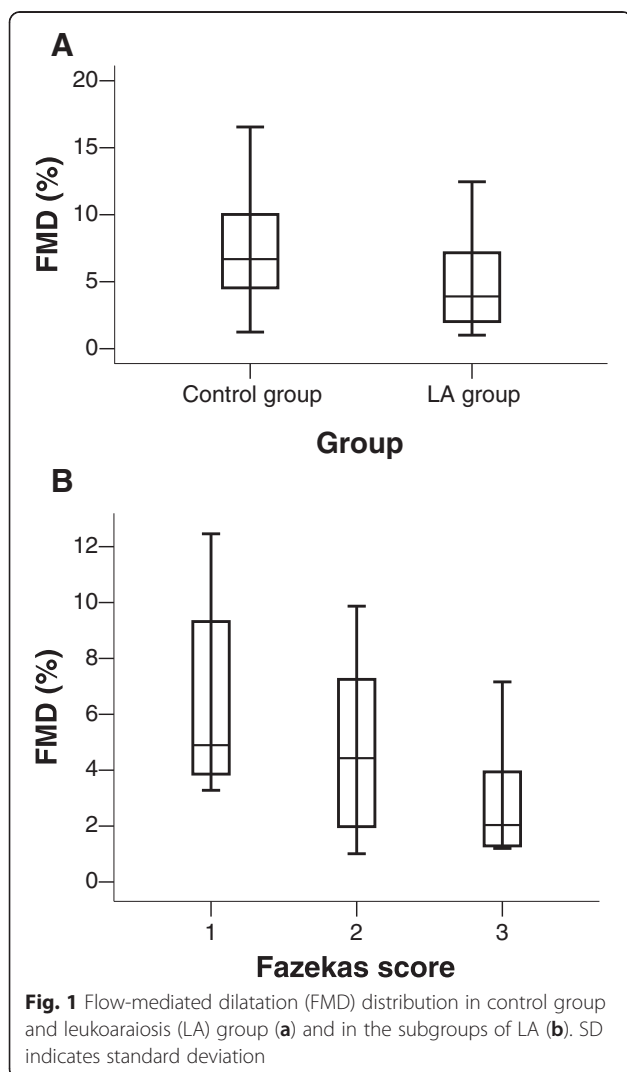 A
20
15
10
5
0
FMD (%)
Control group LA group
Group
B
12
10
8
6
4
2
0
FMD (%)
1 2 3
Fazekas score
Fig. 1 Flow-mediated dilatation (FMD) distribution in control group
and leukoaraiosis (LA) group (a) and in the subgroups of LA (b). SD
indicates standard deviation